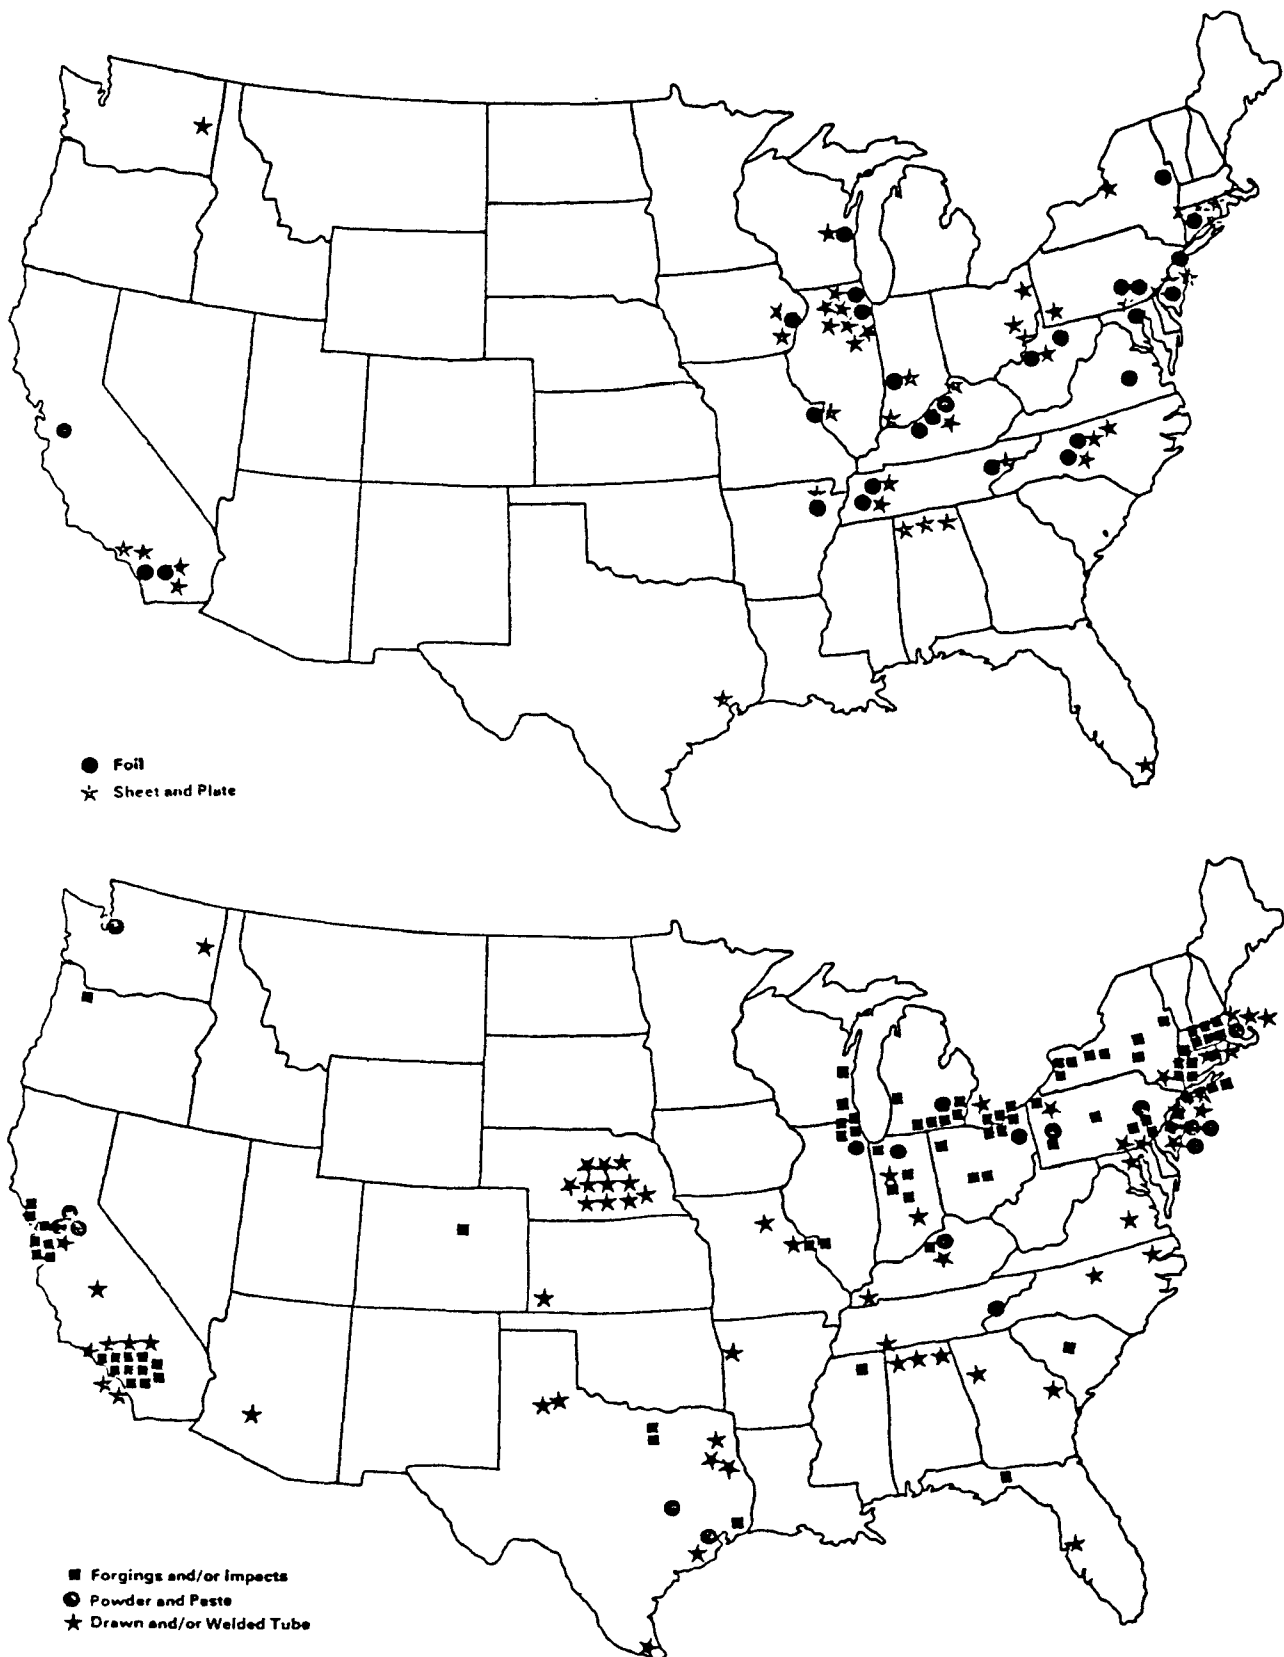 Foil
Sheet and Plate
Forgings and/or Impacts
Powder and Paste
Drawn and/or Welded Tube